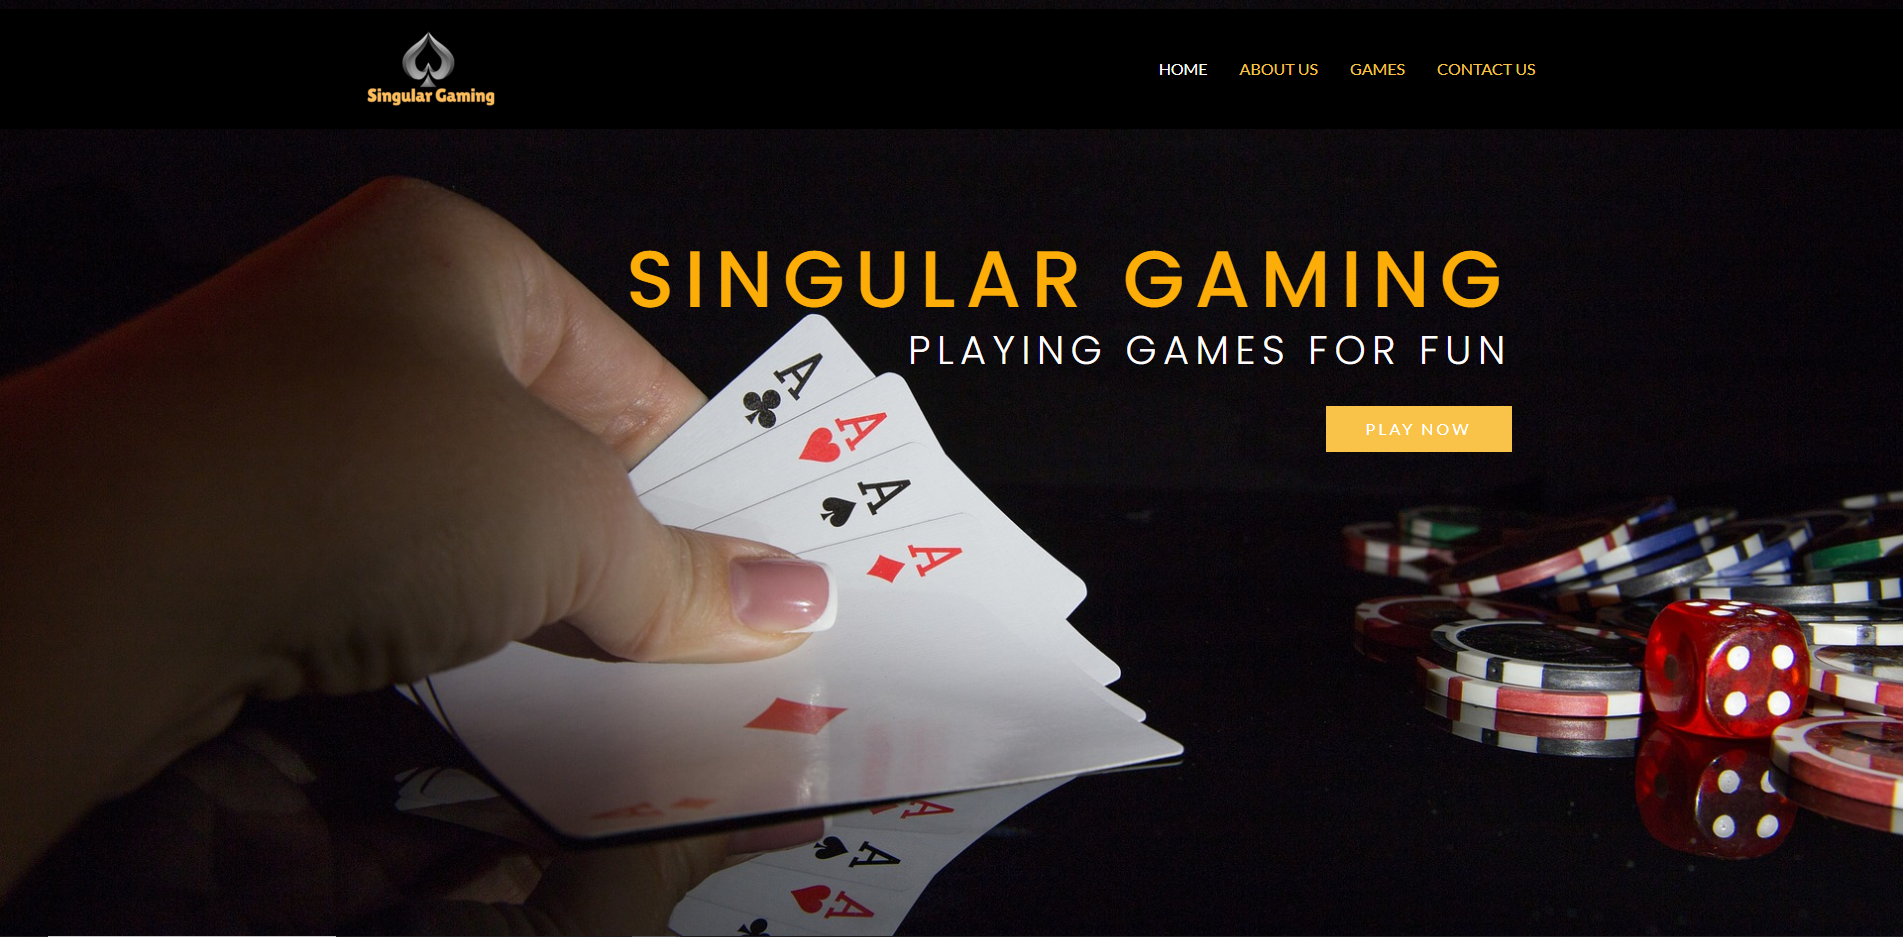 Singular Gaming
HOME ABOUT US GAMES CONTACT US
SINGULAR GAMING
PLAYING GAMES FOR FUN
PLAY NOW
A
A
A
A